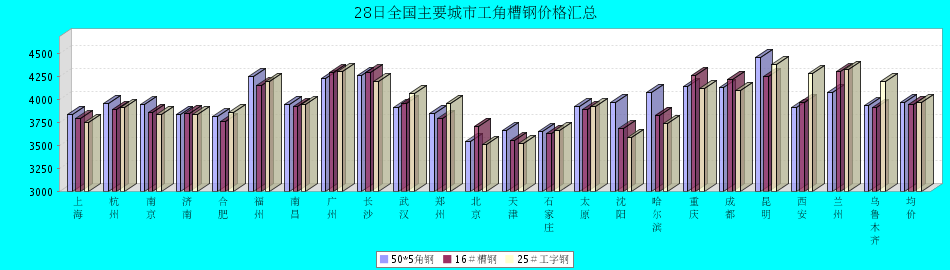 28日全国主要城市工角槽钢价格汇总
4500
4250
4000
3750
3500
3250
3000
上海
杭州
南京
济南
合肥
福州
南昌
广州
长沙
武汉
郑州
北京
天津
石家庄
太原
沈阳
哈尔滨
重庆
成都
昆明
西安
兰州
乌鲁木齐
均价
50*5角钢
16＃槽钢
25＃工字钢